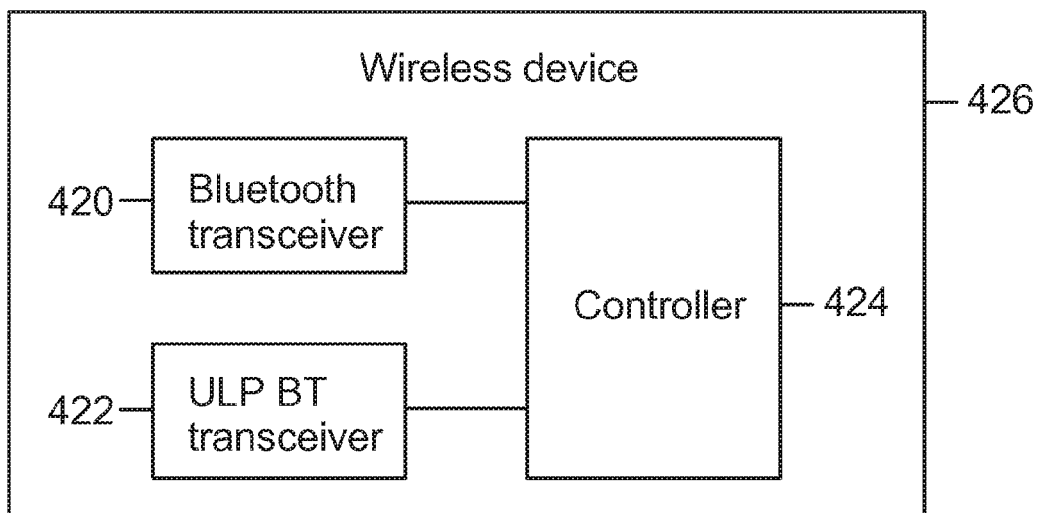 Wireless device
426
420
Bluetooth
transceiver
Controller
424
422
ULP BT
transceiver